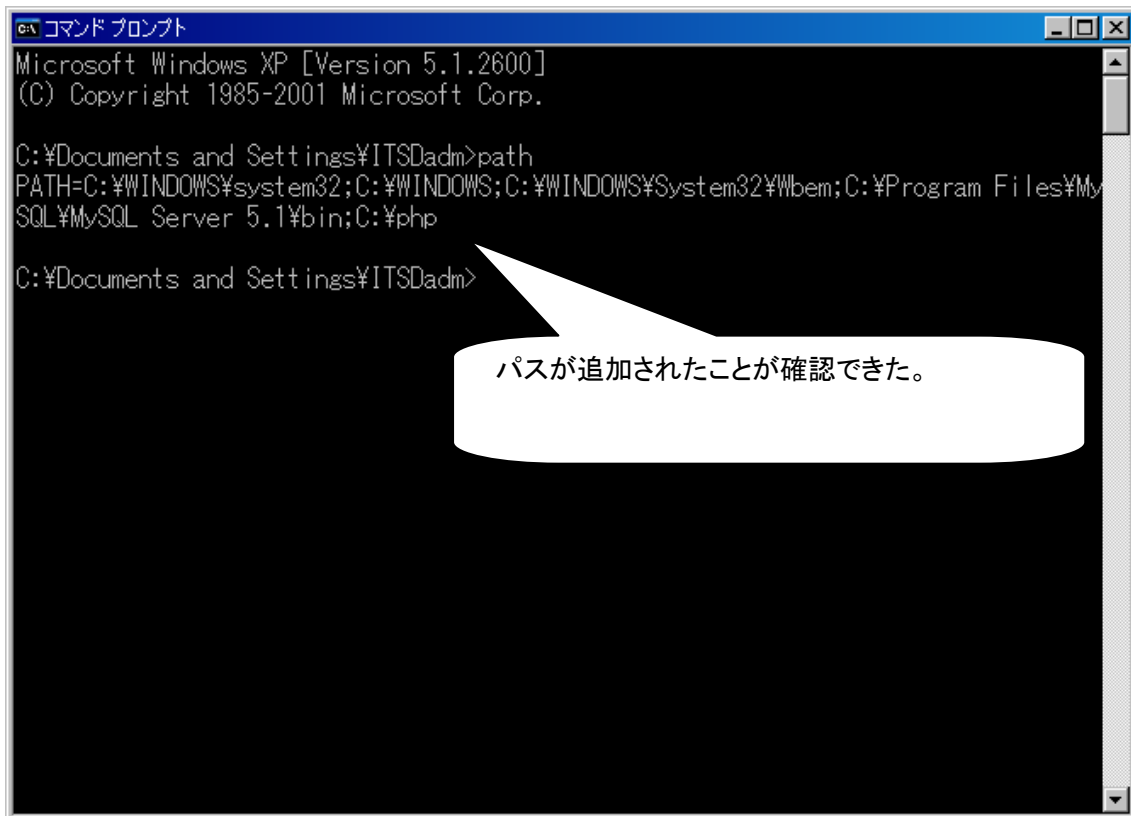 コマンド プロンプト
Microsoft Windows XP [Version 5.1.2600]
(C) Copyright 1985-2001 Microsoft Corp.
C:¥Documents and Settings¥ITSDadm>path
PATH=C:¥WINDOWS¥system32;C:¥WINDOWS;C:¥WINDOWS¥System32¥Wbem;C:¥Program Files¥My
SQL¥MySQL Server 5.1¥bin;C:¥php
C:¥Documents and Settings¥ITSDadm>
パスが追加されたことが確認できた。